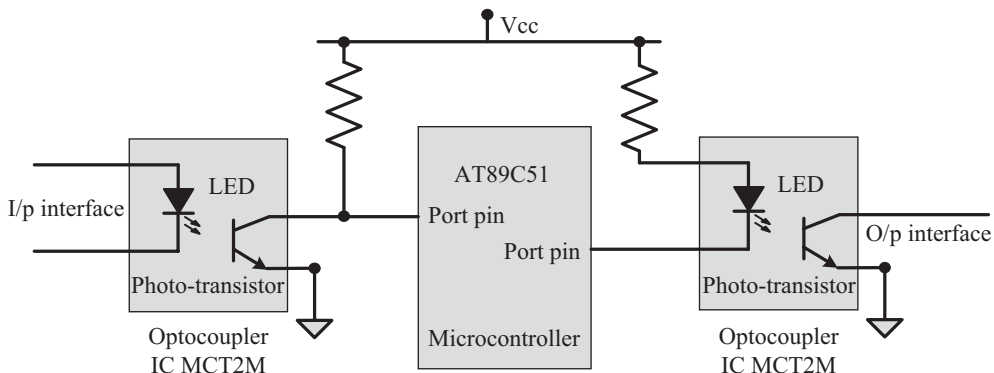 Vcc
I/p interface
LED
Photo-transistor
Optocoupler
IC MCT2M
AT89C51
Port pin
Port pin
Microcontroller
LED
O/p interface
Photo-transistor
Optocoupler
IC MCT2M